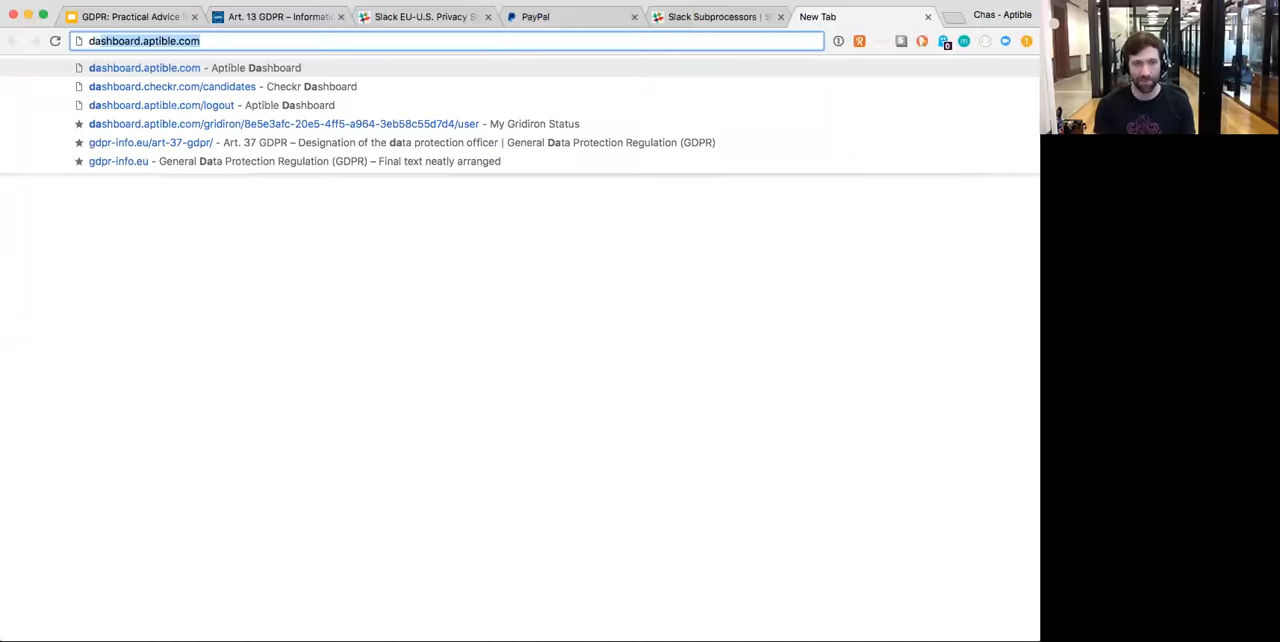 GDPR: Practical Advice
Art. 13 GDPR – Informatic
Slack EU-U.S. Privacy S
PayPal
Slack Subprocessors | S
New Tab
Chas - Aptible
dashboard.aptible.com
0
dashboard.aptible.com - Aptible Dashboard
dashboard.checkr.com/candidates - Checkr Dashboard
dashboard.aptible.com/logout - Aptible Dashboard
dashboard.aptible.com/gridiron/8e5e3afc-20e5-4ff5-a964-3eb58c55d7d4/user - My Gridiron Status
gdpr-info.eu/art-37-gdpr/ - Art. 37 GDPR – Designation of the data protection officer | General Data Protection Regulation (GDPR)
gdpr-info.eu - General Data Protection Regulation (GDPR) – Final text neatly arranged